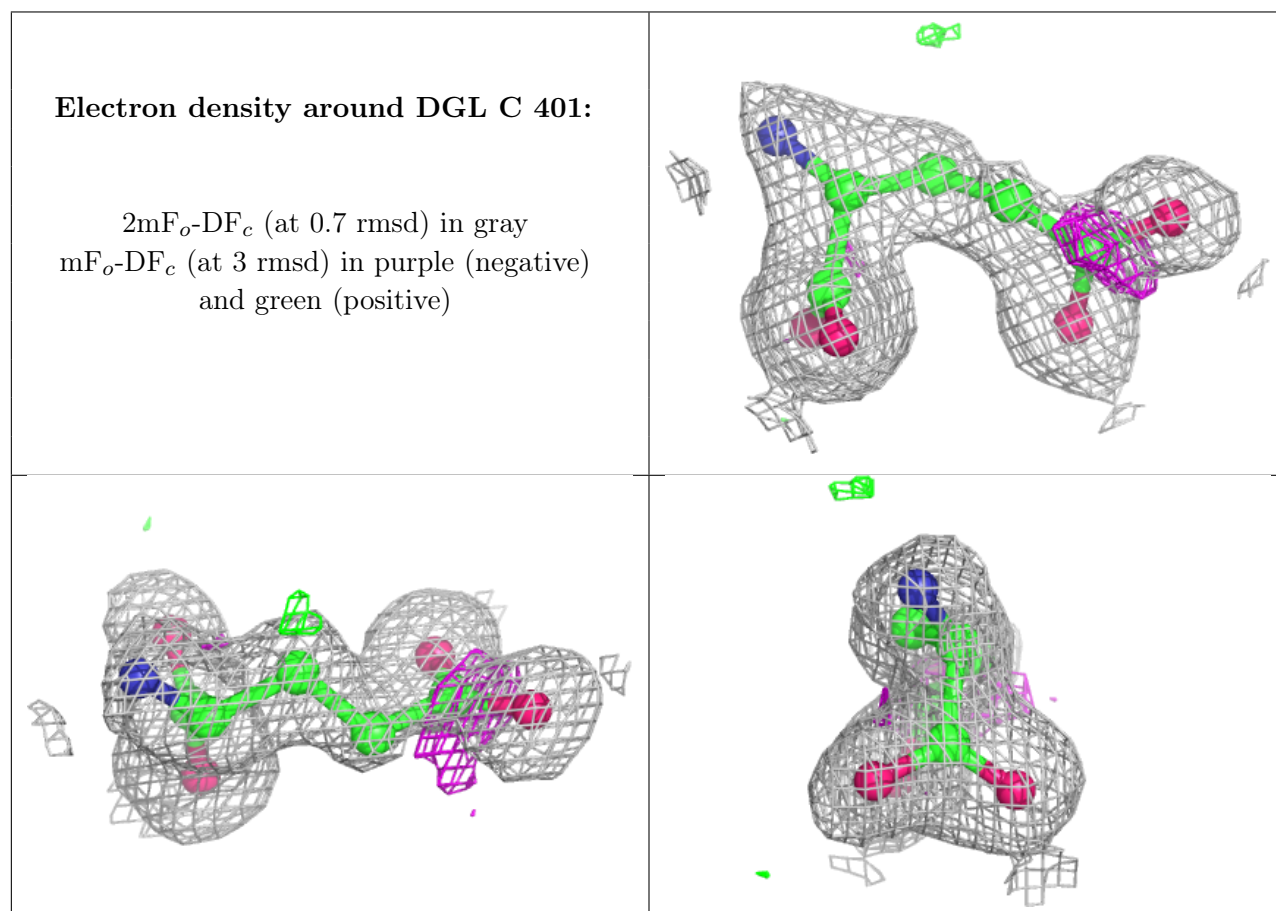 Electron density around DGL C 401:
2mFo-DFc (at 0.7 rmsd) in gray
mFo-DFc (at 3 rmsd) in purple (negative)
and green (positive)